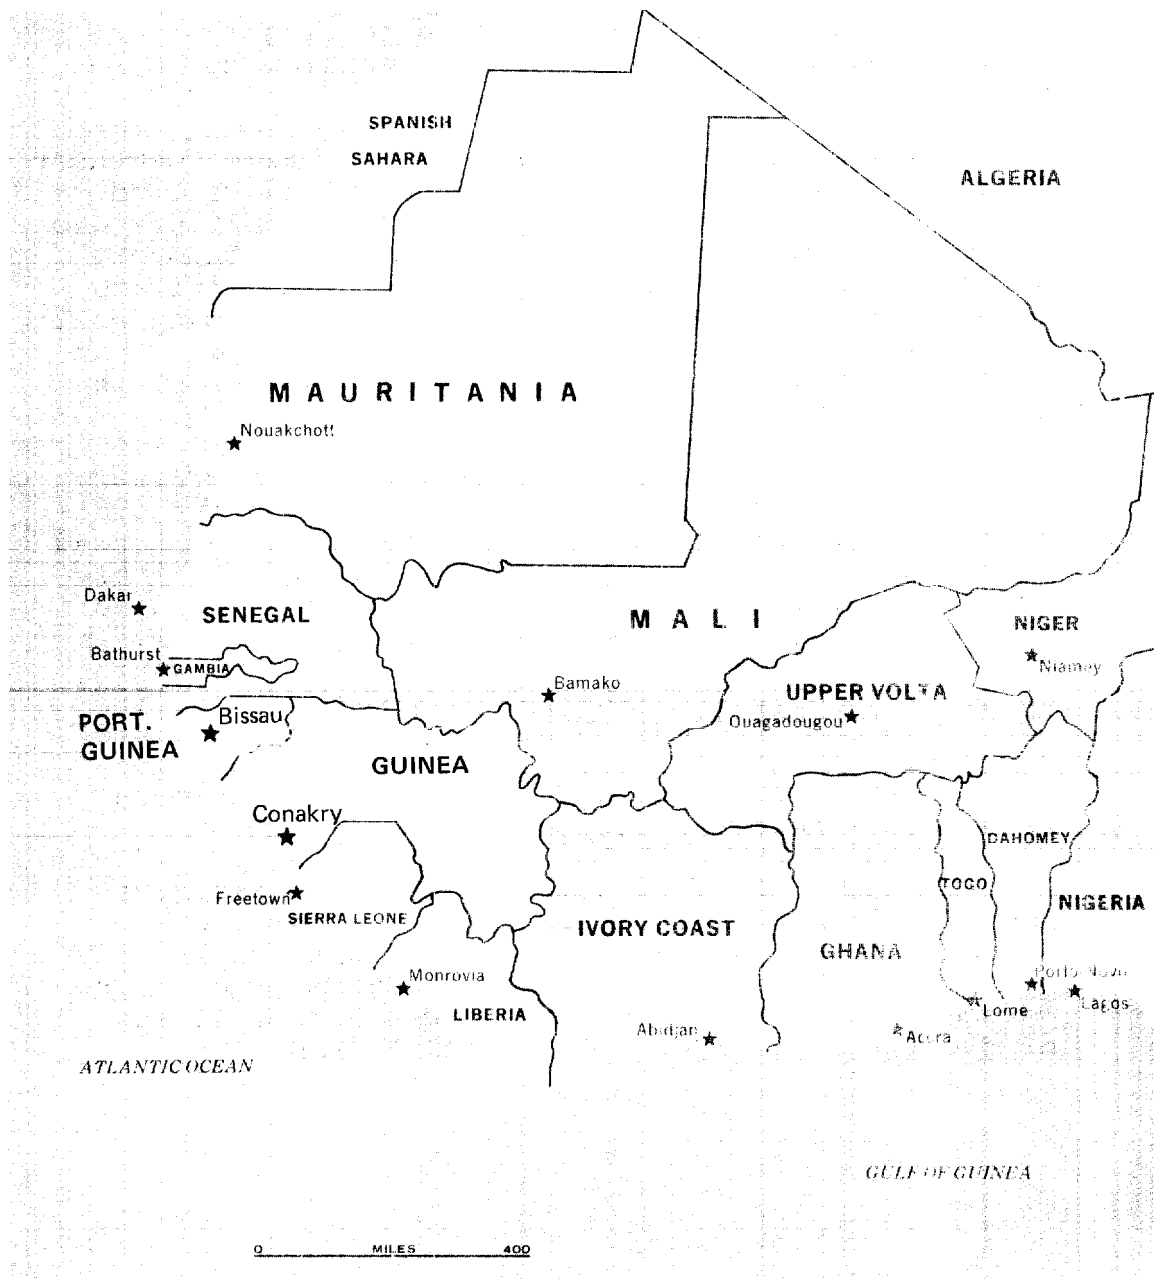 SPANISH
SAHARA
ALGERIA
MAURITANIA
Nouakchott
Dakar
SENEGAL
MALI
NIGER
Bathurst
GAMBIA
Niamey
Bamako
UPPER VOLTA
Ouagadougou
PORT.
GUINEA
Bissau
GUINEA
Conakry
DAHOMEY
TOGO
Freetown
SIERRA LEONE
IVORY COAST
NIGERIA
GHANA
Monrovia
Porto Novo
Lagos
Lome
LIBERIA
Abidjan
Accra
ATLANTIC OCEAN
GULF OF GUINEA
0 MILES 400